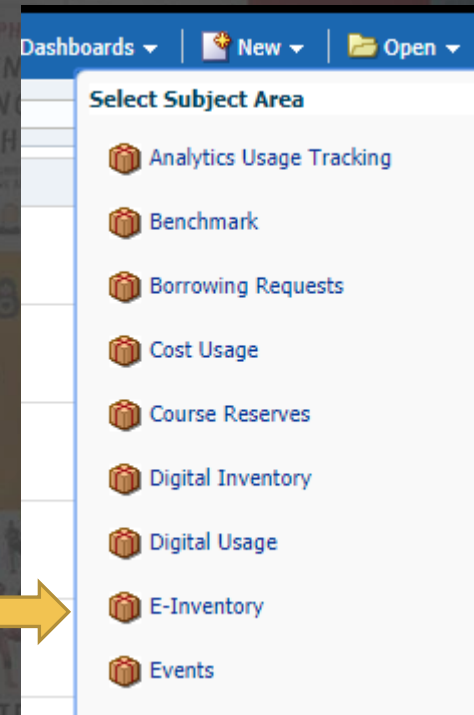 Dashboards New Open
Select Subject Area
Analytics Usage Tracking
Benchmark
Borrowing Requests
Cost Usage
Course Reserves
Digital Inventory
Digital Usage
E-Inventory
Events